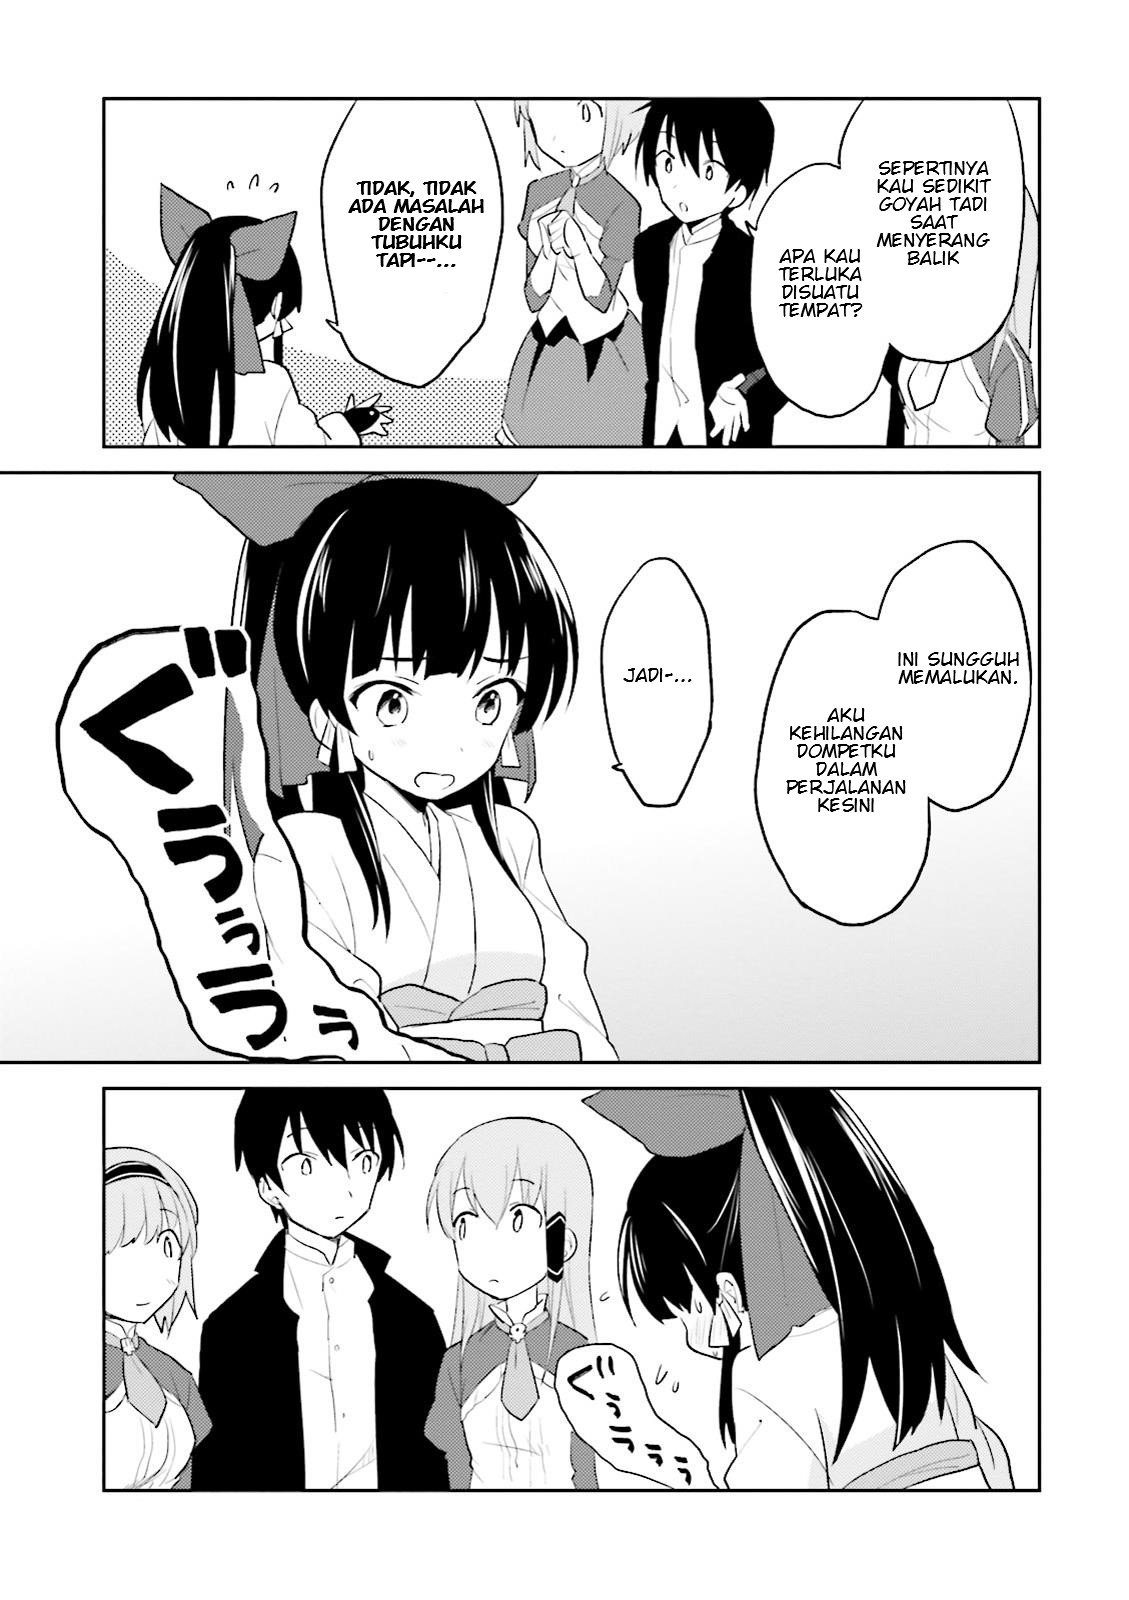 SEPERTINYA
KAU SEDIKIT
GOYAH TADI
SAAT
MENYERANG
BALIK
APA KAU
TERLUKA
DISUATU
TEMPAT?
TIDAK, TIDAK
ADA MASALAH
DENGAN
TUBUHKU
TAPI--...
INI SUNGGUH
MEMALUKAN.
AKU
KEHILANGAN
DOMPETKU
DALAM
PERJALANAN
KESINI
JADI-...
ぐうぅうぅ
ぐぅうぅぅ